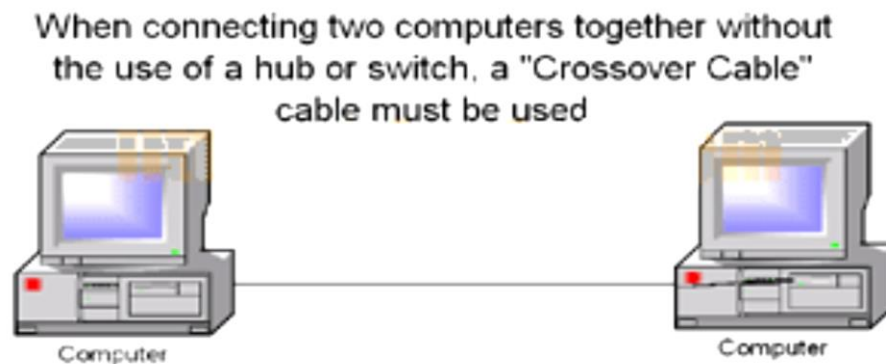 When connecting two computers together without
the use of a hub or switch, a "Crossover Cable"
cable must be used
Computer
Computer